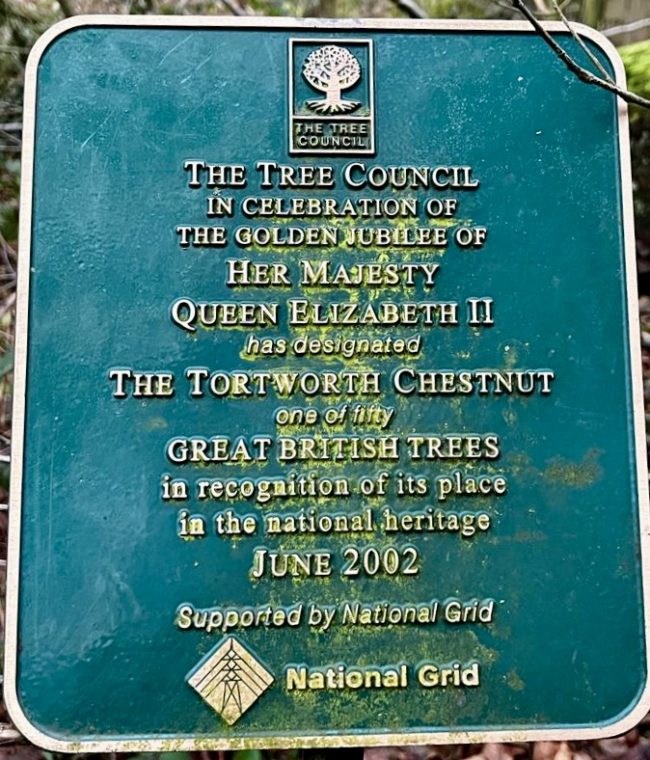 THE TREE
COUNCIL
THE TREE COUNCIL
IN CELEBRATION OF
THE GOLDEN JUBILEE OF
HER MAJESTY
QUEEN ELIZABETH II
has designated
THE TORTWORTH CHESTNUT
one of fifty
GREAT BRITISH TREES
in recognition of its place
in the national heritage
JUNE 2002
Supported by National Grid
National Grid